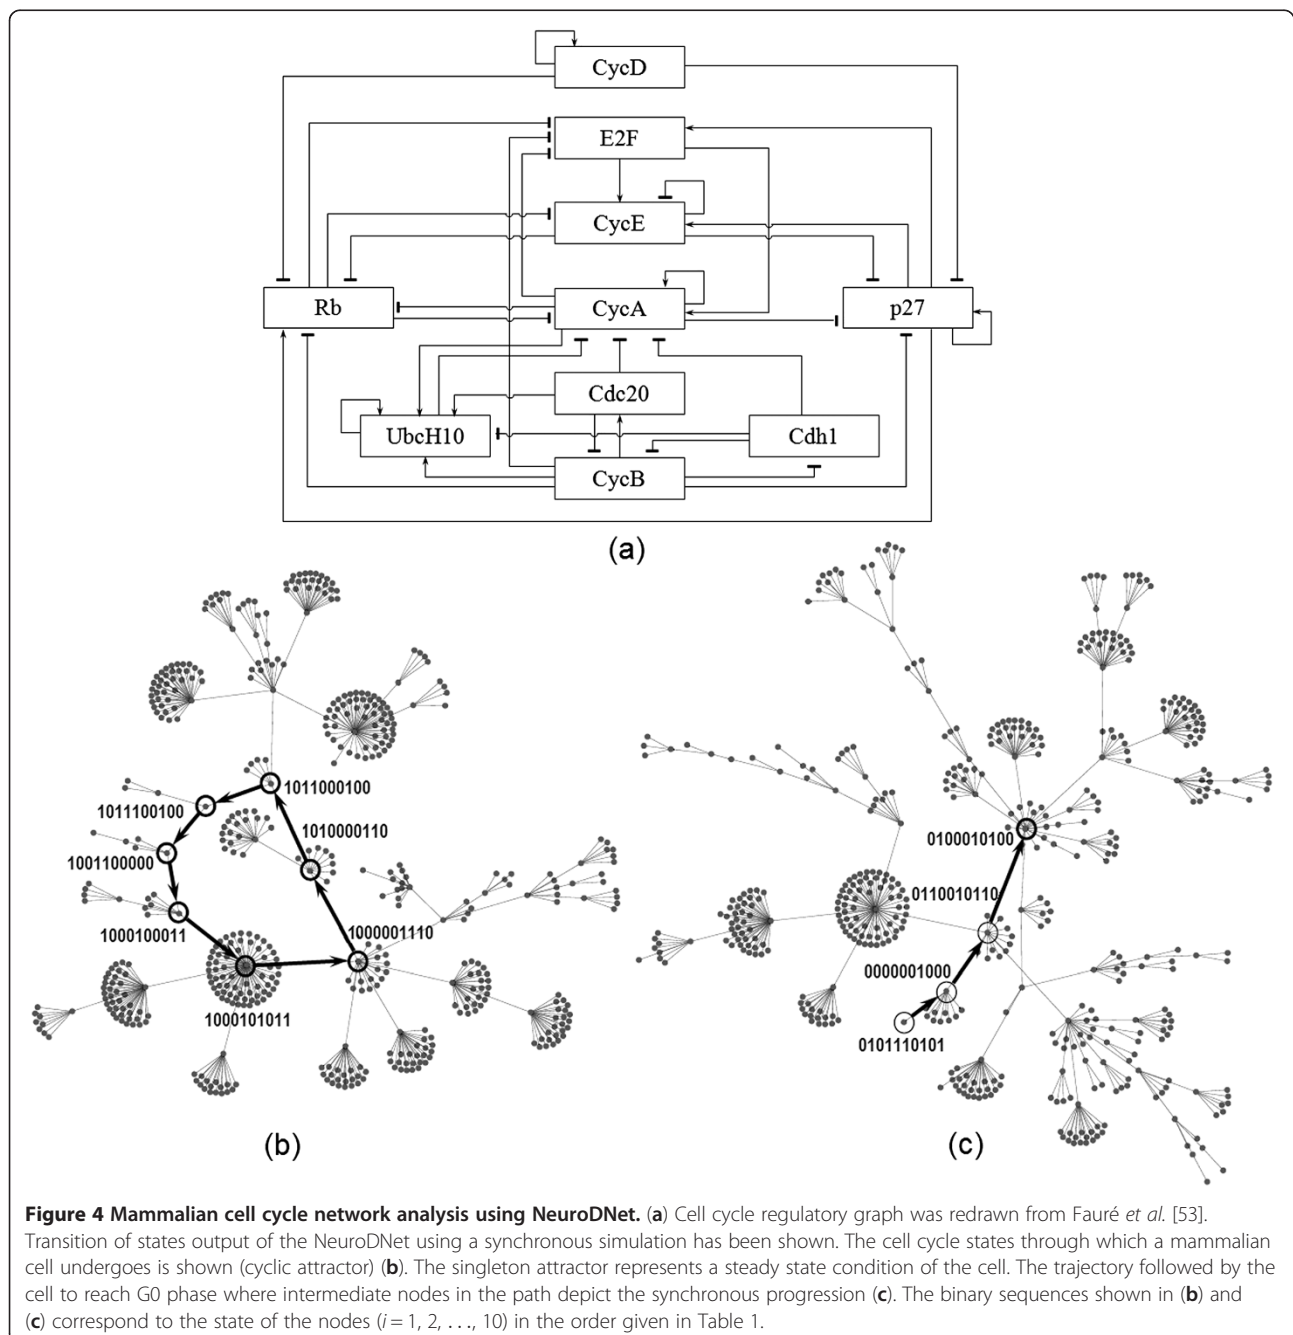 CycD
E2F
CycE
Rb
CycA
p27
Cdc20
UbcH10
Cdh1
CycB
(a)
1011000100
1011100100
1010000110
1001100000
1000100011
1000001110
1000101011
(b)
0100010100
0110010110
0000001000
0101110101
(c)
Figure 4 Mammalian cell cycle network analysis using NeuroDNet. (a) Cell cycle regulatory graph was redrawn from Fauré et al. [53].
Transition of states output of the NeuroDNet using a synchronous simulation has been shown. The cell cycle states through which a mammalian
cell undergoes is shown (cyclic attractor) (b). The singleton attractor represents a steady state condition of the cell. The trajectory followed by the
cell to reach G0 phase where intermediate nodes in the path depict the synchronous progression (c). The binary sequences shown in (b) and
(c) correspond to the state of the nodes (i = 1, 2, . . ., 10) in the order given in Table 1.